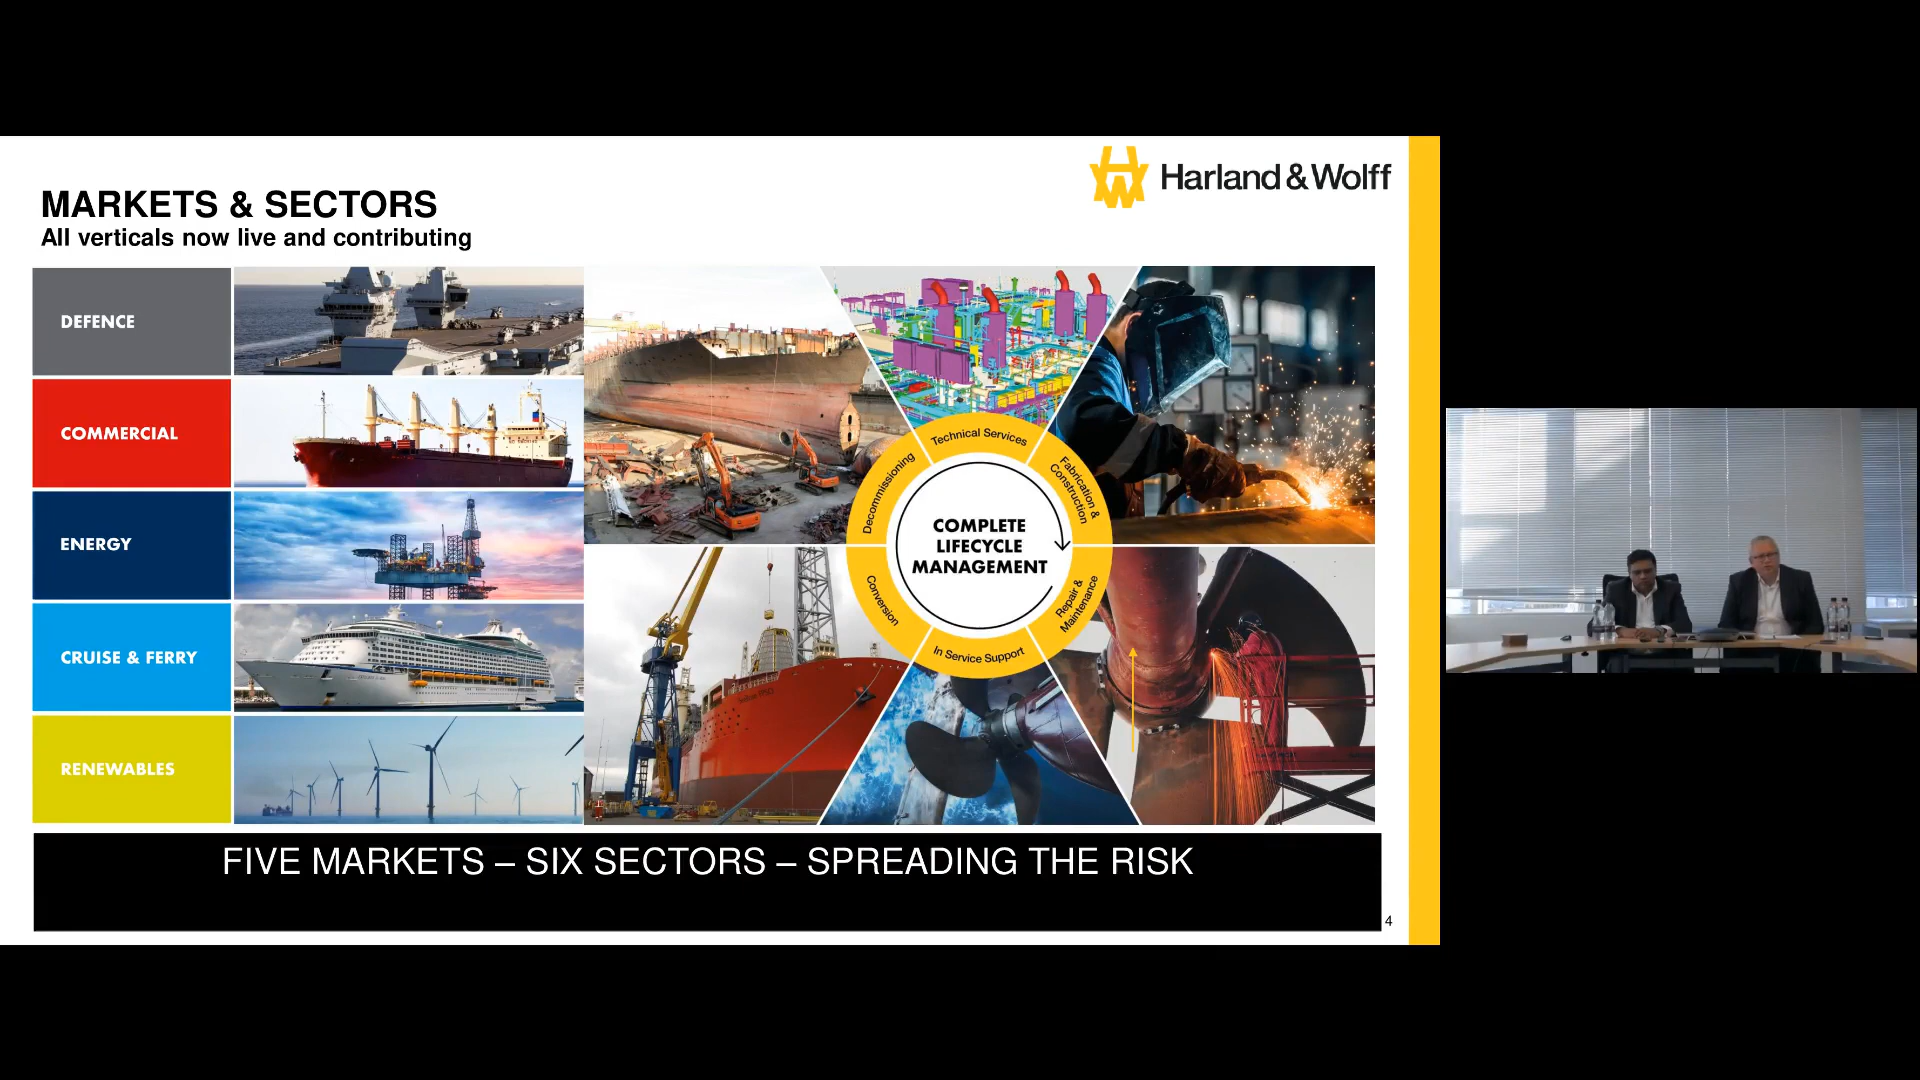 Harland & Wolff
MARKETS & SECTORS
All verticals now live and contributing
DEFENCE
COMMERCIAL
ENERGY
CRUISE & FERRY
RENEWABLES
Technical Services
Fabrication &
Construction
Repair &
Maintenance
In Service Support
Conversion
Decommissioning
COMPLETE
LIFECYCLE
MANAGEMENT
FIVE MARKETS – SIX SECTORS – SPREADING THE RISK
4